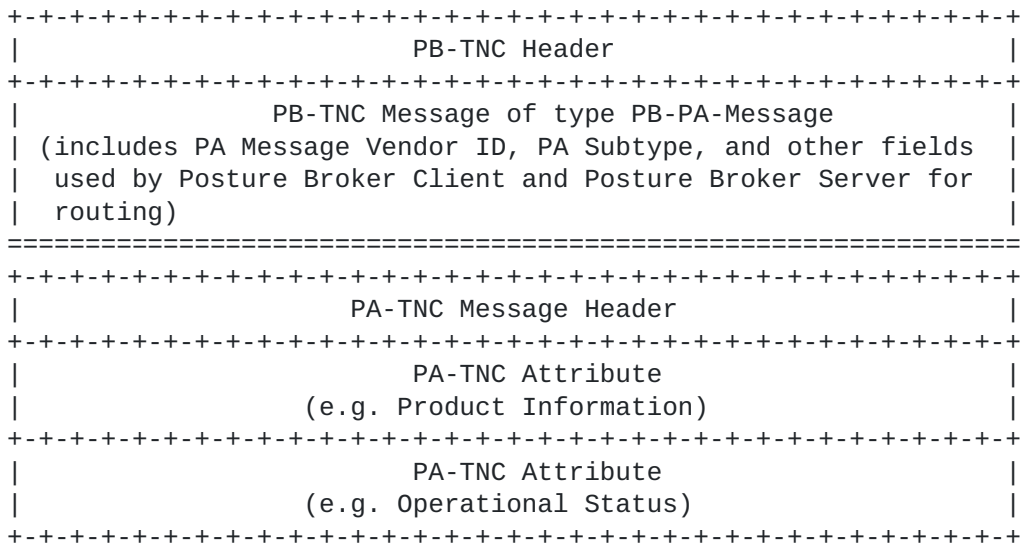 +-+-+-+-+-+-+-+-+-+-+-+-+-+-+-+-+-+-+-+-+-+-+-+-+-+-+-+-+-+-+-+-+
|                         PB-TNC Header                         |
+-+-+-+-+-+-+-+-+-+-+-+-+-+-+-+-+-+-+-+-+-+-+-+-+-+-+-+-+-+-+-+-+
|                PB-TNC Message of type PB-PA-Message           |
| (includes PA Message Vendor ID, PA Subtype, and other fields  |
|  used by Posture Broker Client and Posture Broker Server for  |
|  routing)                                                     |
=================================================================
+-+-+-+-+-+-+-+-+-+-+-+-+-+-+-+-+-+-+-+-+-+-+-+-+-+-+-+-+-+-+-+-+
|                     PA-TNC Message Header                     |
+-+-+-+-+-+-+-+-+-+-+-+-+-+-+-+-+-+-+-+-+-+-+-+-+-+-+-+-+-+-+-+-+
|                         PA-TNC Attribute                      |
|                  (e.g. Product Information)                   |
+-+-+-+-+-+-+-+-+-+-+-+-+-+-+-+-+-+-+-+-+-+-+-+-+-+-+-+-+-+-+-+-+
|                         PA-TNC Attribute                      |
|                  (e.g. Operational Status)                    |
+-+-+-+-+-+-+-+-+-+-+-+-+-+-+-+-+-+-+-+-+-+-+-+-+-+-+-+-+-+-+-+-+